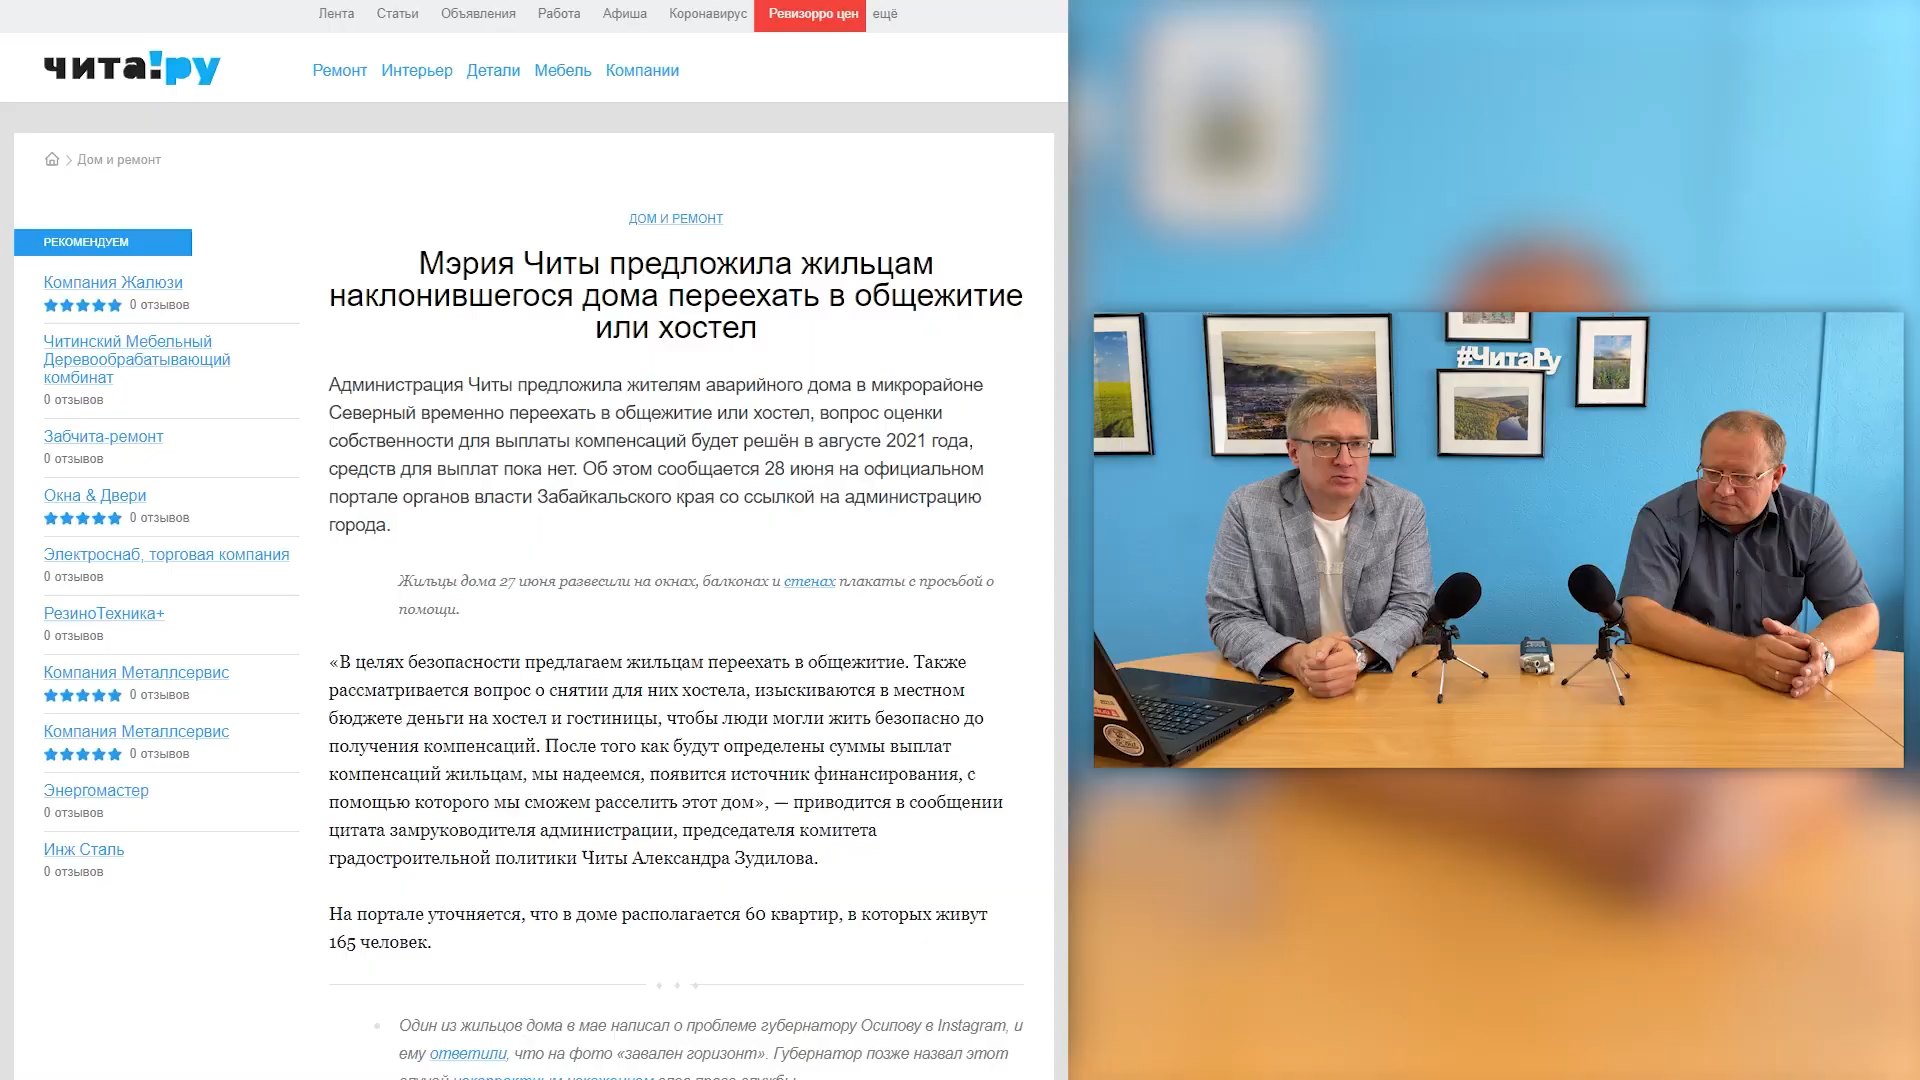 Лента Статьи Объявления Работа Афиша Коронавирус Ревизорро цен ещё
чита!ру
Ремонт Интерьер Детали Мебель Компании
Дом и ремонт
РЕКОМЕНДУЕМ
Компания Жалюзи
0 отзывов
Читинский Мебельный
Деревообрабатывающий
комбинат
0 отзывов
Забчита-ремонт
0 отзывов
Окна & Двери
0 отзывов
Электроснаб, торговая компания
0 отзывов
РезиноТехника+
0 отзывов
Компания Металлсервис
0 отзывов
Компания Металлсервис
0 отзывов
Энергомастер
0 отзывов
Инж Сталь
0 отзывов
ДОМ И РЕМОНТ
Мэрия Читы предложила жильцам
наклонившегося дома переехать в общежитие
или хостел
Администрация Читы предложила жителям аварийного дома в микрорайоне
Северный временно переехать в общежитие или хостел, вопрос оценки
собственности для выплаты компенсаций будет решён в августе 2021 года,
средств для выплат пока нет. Об этом сообщается 28 июня на официальном
портале органов власти Забайкальского края со ссылкой на администрацию
города.
Жильцы дома 27 июня развесили на окнах, балконах и стенах плакаты с просьбой о
помощи.
«В целях безопасности предлагаем жильцам переехать в общежитие. Также
рассматривается вопрос о снятии для них хостела, изыскиваются в местном
бюджете деньги на хостел и гостиницы, чтобы люди могли жить безопасно до
получения компенсаций. После того как будут определены суммы выплат
компенсаций жильцам, мы надеемся, появится источник финансирования, с
помощью которого мы сможем расселить этот дом», — приводится в сообщении
цитата замруководителя администрации, председателя комитета
градостроительной политики Читы Александра Зудилова.
На портале уточняется, что в доме располагается 60 квартир, в которых живут
165 человек.
Один из жильцов дома в мае написал о проблеме губернатору Осипову в Instagram, и
ему ответили, что на фото «завален горизонт». Губернатор позже назвал этот
#ЧитаРу